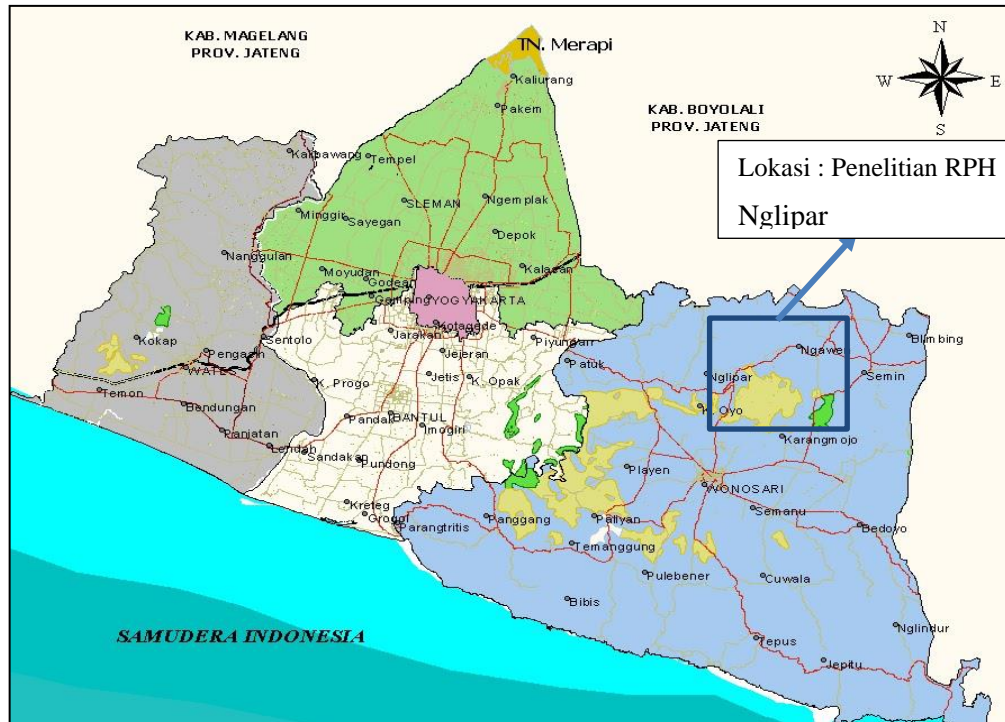 KAB. MAGELANG
PROV. JATENG
TN. Merapi
Kaliurang
Pakem
KAB. BOYOLALI
PROV. JATENG
N
W
E
S
Lokasi : Penelitian RPH
Nglipar
Tempel
SLEMAN
Ngemplak
Minggir
Sayegan
Depok
Nanggulan
Moyudan
Godean
Kalasan
Gamping
YOGYAKARTA
Kotagede
Kokap
Pengasih
Sentolo
Jarakan
Jejeran
Piyungan
Patuk
Nglipar
Ngawen
Blimbing
Semin
WATES
Temon
K. Progo
Jetis
K. Opak
K. Oyo
Bendungan
Pandak
BANTUL
Imogiri
Karangmojo
Panjatan
Lendah
Sandakan
Pundong
Playen
WONOSARI
Semanu
Bedoyo
Kreteg
Grogol
Parangtritis
Panggang
Paliyan
Temanggung
Pulebener
Cuwala
Bibis
Nglindur
SAMUDERA INDONESIA
Tepus
Jepitu